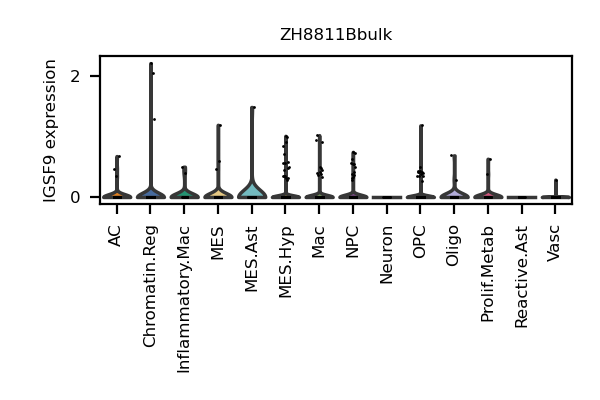 ZH8811Bbulk
IGSF9 expression
2
0
AC
Chromatin.Reg
Inflammatory.Mac
MES
MES.Ast
MES.Hyp
Mac
NPC
Neuron
OPC
Oligo
Prolif.Metab
Reactive.Ast
Vasc